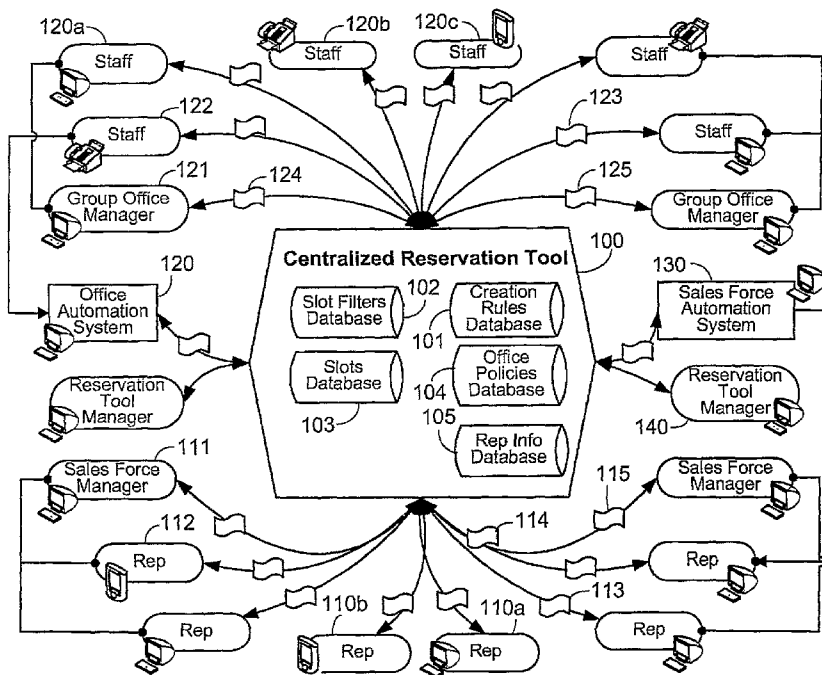 120a
120b
120c
Staff
Staff
Staff
Staff
122
123
Staff
Staff
121
124
125
Group Office
Manager
Group Office
Manager
100
Centralized Reservation Tool
120
130
Office
Automation
System
Slot Filters
Database
102
Creation
Rules
Database
101
Sales Force
Automation
System
Slots
Database
103
Office
Policies
Database
104
Reservation
Tool
Manager
Reservation
Tool
Manager
140
105
Rep Info
Database
111
Sales Force
Manager
Sales Force
Manager
115
112
114
Rep
Rep
113
110b
110a
Rep
Rep
Rep
Rep